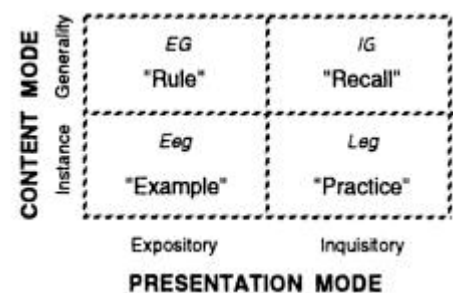 CONTENT MODE
Generality
Instance
EG
IG
"Rule"
"Recall"
Eeg
Leg
"Example"
"Practice"
Expository
Inquisitory
PRESENTATION MODE